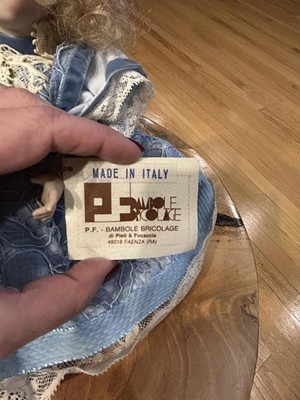 MADE IN ITALY
PF BAMBOLE
BRICOLAGE
P.F. - BAMBOLE BRICOLAGE
di Pieli & Focaccia
48018 FAENZA (RA)